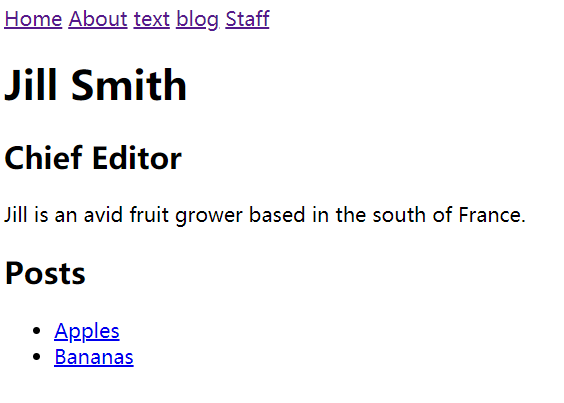 Home About text blog Staff
Jill Smith
Chief Editor
Jill is an avid fruit grower based in the south of France.
Posts
Apples
Bananas